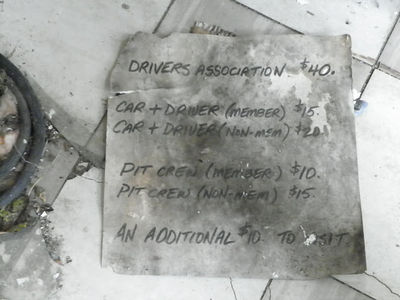 DRIVERS ASSOCIATION $40.
CAR + DRIVER (MEMBER) $15.
CAR + DRIVER (NON-MEM) $20
PIT CREW (MEMBER) $10.
PIT CREW (NON-MEM) $15.
AN ADDITIONAL $10 TO